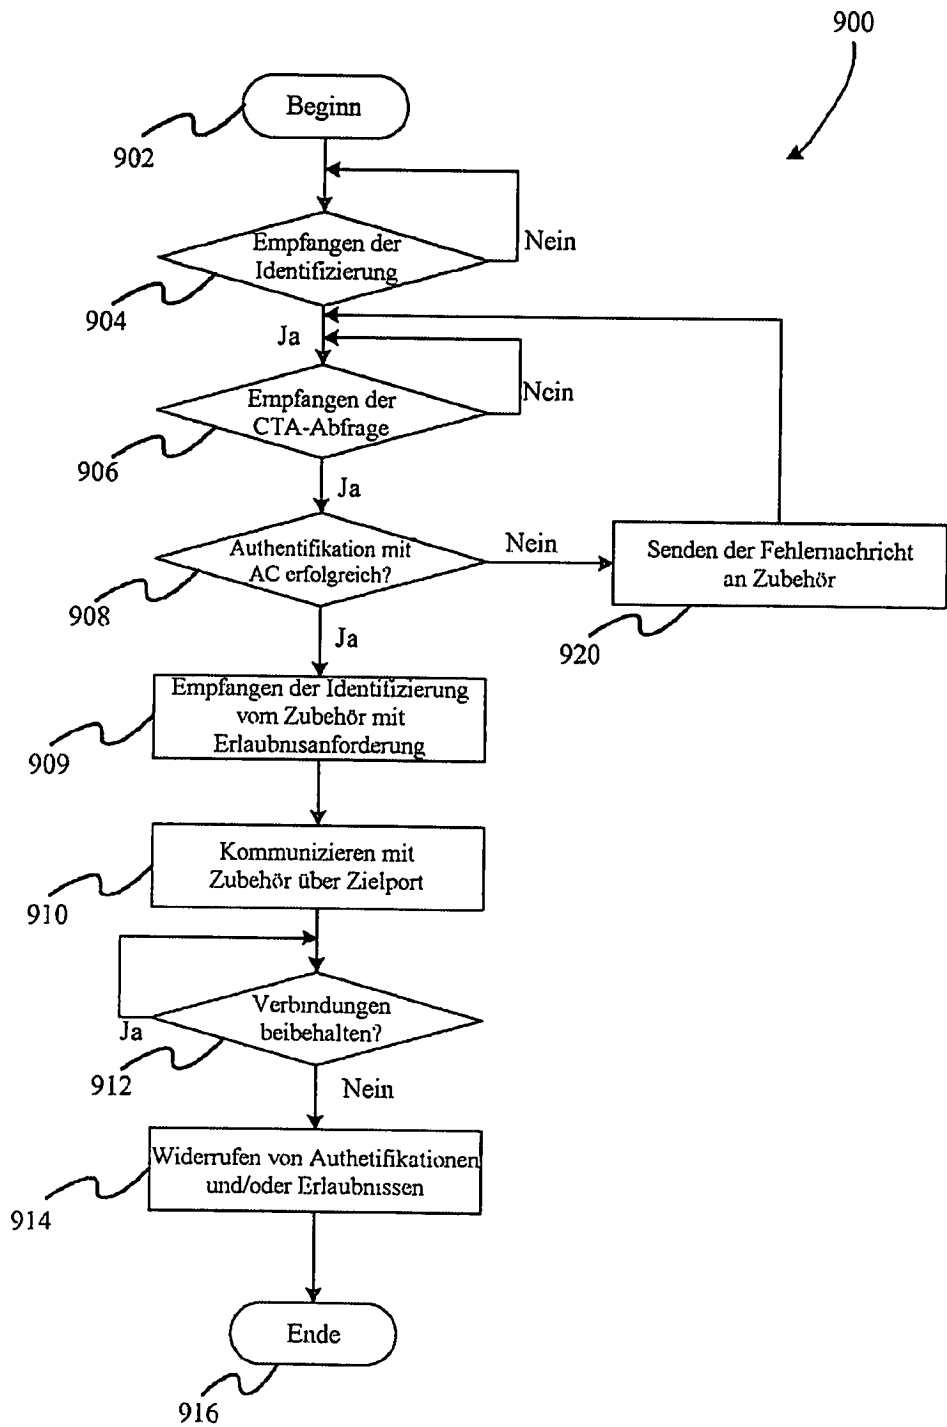 900
Beginn
902
Empfangen der
Identifizierung
Nein
904
Ja
Empfangen der
CTA-Abfrage
Nein
906
Ja
Authentifikation mit
AC erfolgreich?
Nein
908
Senden der Fehlernachricht
an Zubehör
920
Ja
Empfangen der Identifizierung
vom Zubehör mit
Erlaubnisanforderung
909
Kommunizieren mit
Zubehör über Zielport
910
Verbindungen
beibehalten?
Ja
912
Nein
Widerrufen von Authetifikationen
und/oder Erlaubnissen
914
Ende
916